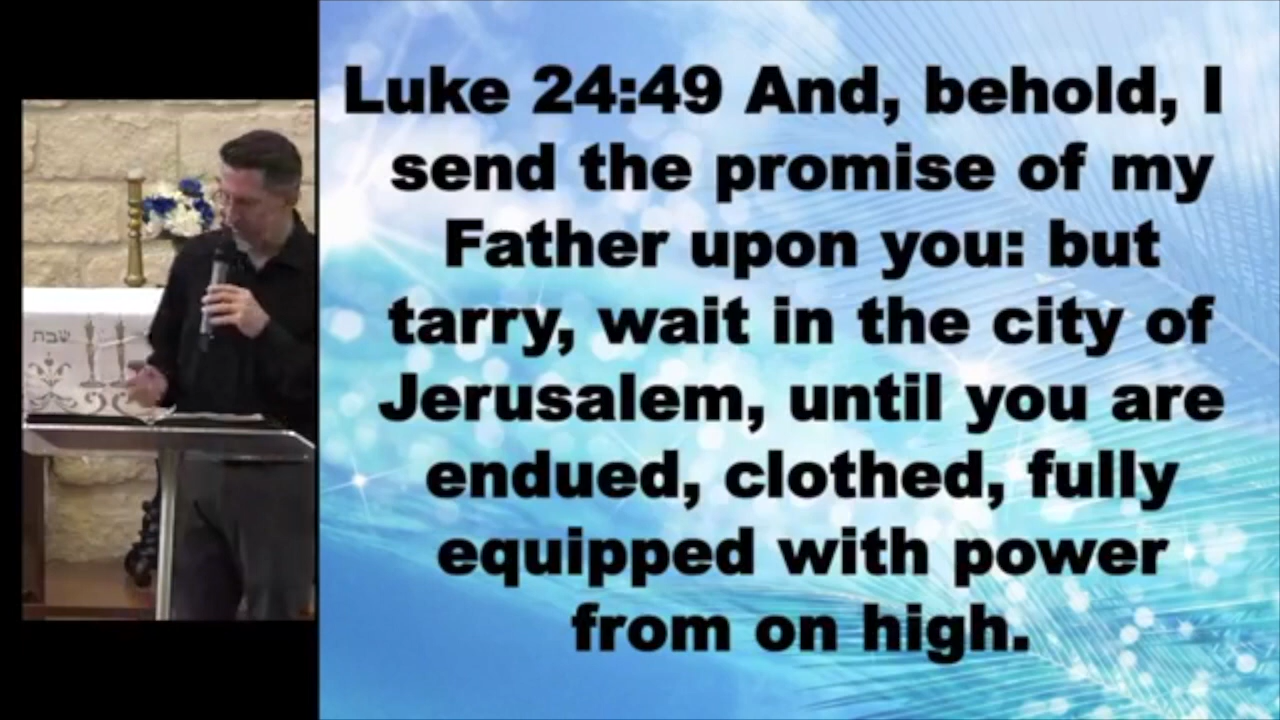 Luke 24:49 And, behold, I
send the promise of my
Father upon you: but
tarry, wait in the city of
Jerusalem, until you are
endued, clothed, fully
equipped with power
from on high.
שבת